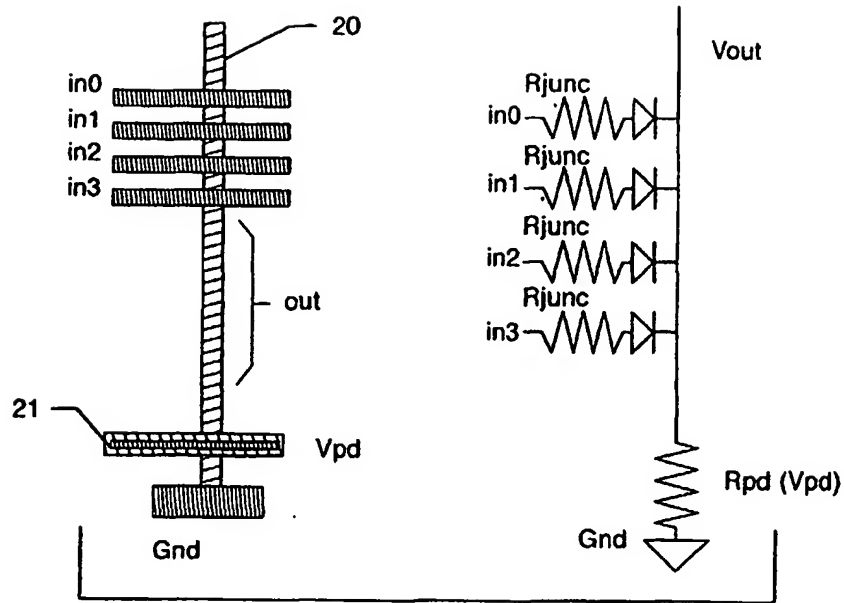 20
in0
in1
in2
in3
out
21
Vpd
Gnd
Vout
Rjunc
in0
Rjunc
in1
Rjunc
in2
Rjunc
in3
Rpd (Vpd)
Gnd